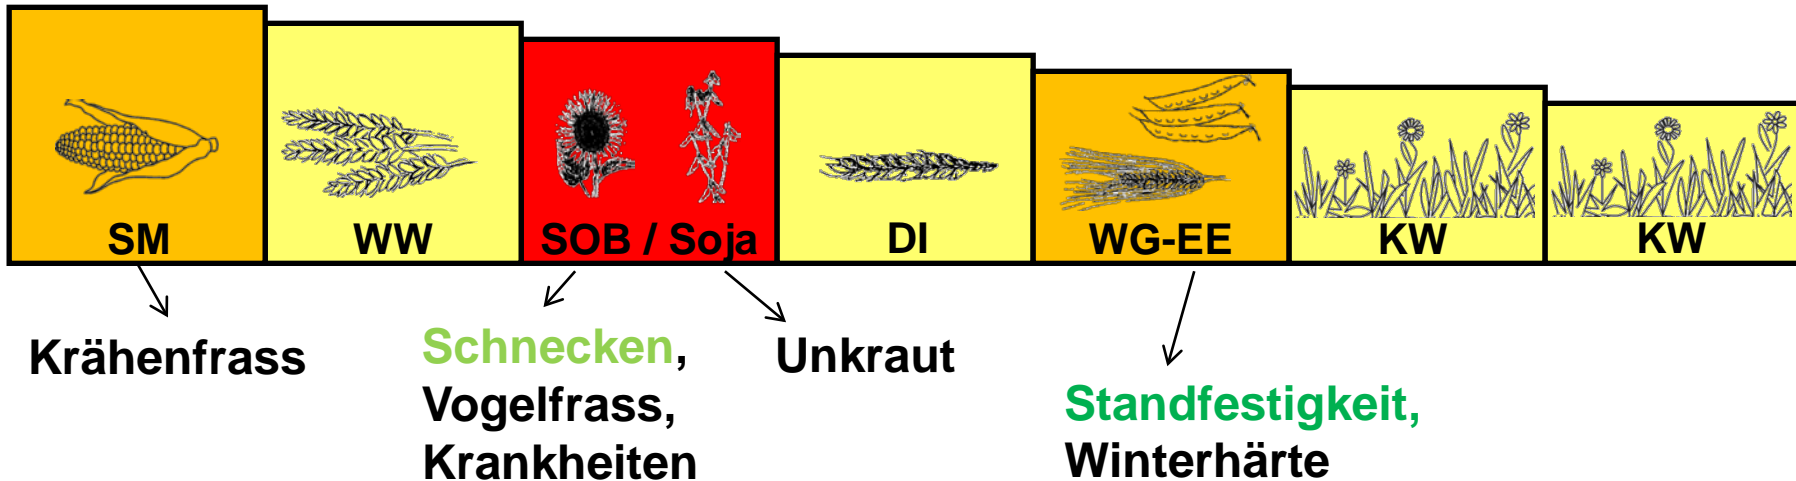 SM
WW
SOB / Soja
DI
WG-EE
KW
KW
Krähenfrass
Schnecken,
Vogelfrass,
Krankheiten
Unkraut
Standfestigkeit,
Winterhärte